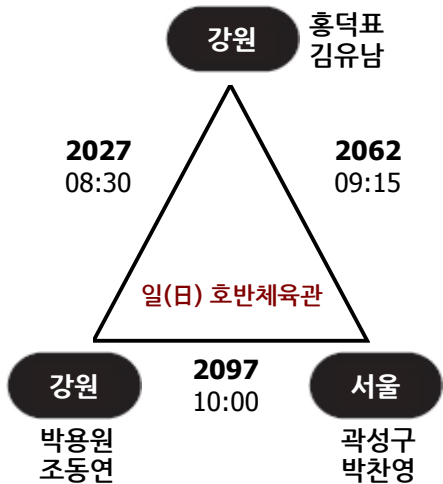 강원
홍덕표
김유남
2027
08:30
2062
09:15
일(日) 호반체육관
강원
박용원
조동연
2097
10:00
서울
곽성구
박찬영